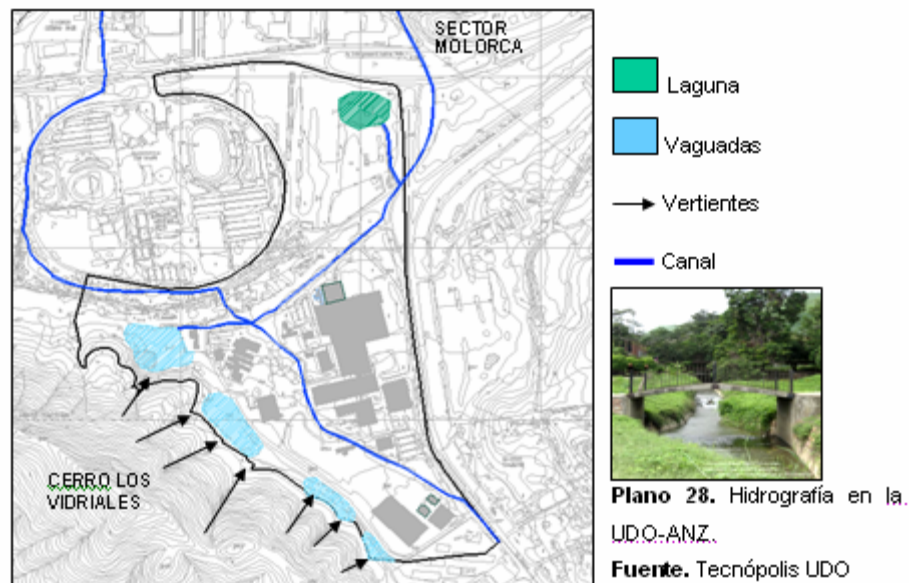 SECTOR
MOLORCA
CERRO LOS
VIDRIALES
Laguna
Vaguadas
Vertientes
Canal
Plano 28. Hidrografía en la
UDO-ANZ.
Fuente. Tecnópolis UDO